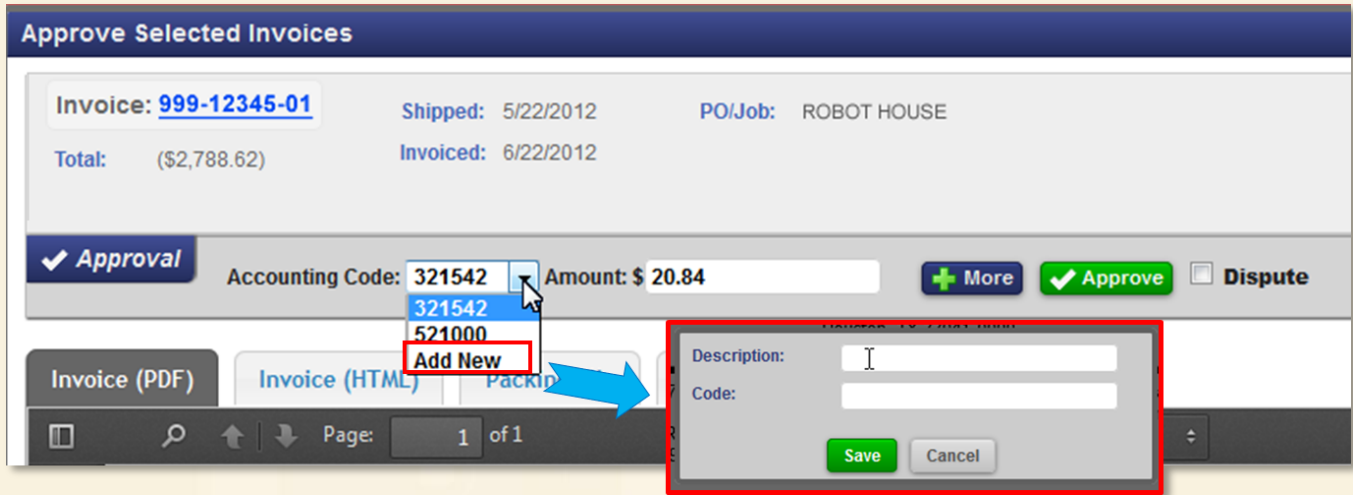 Approve Selected Invoices
Invoice: 999-12345-01
Shipped: 5/22/2012
PO/Job: ROBOT HOUSE
Total: ($2,788.62)
Invoiced: 6/22/2012
Approval
Accounting Code: 321542 Amount: $ 20.84
More
Approve
Dispute
321542
521000
Add New
Description:
Code:
Save
Cancel
Invoice (PDF)
Invoice (HTML)
Page: 1 of 1